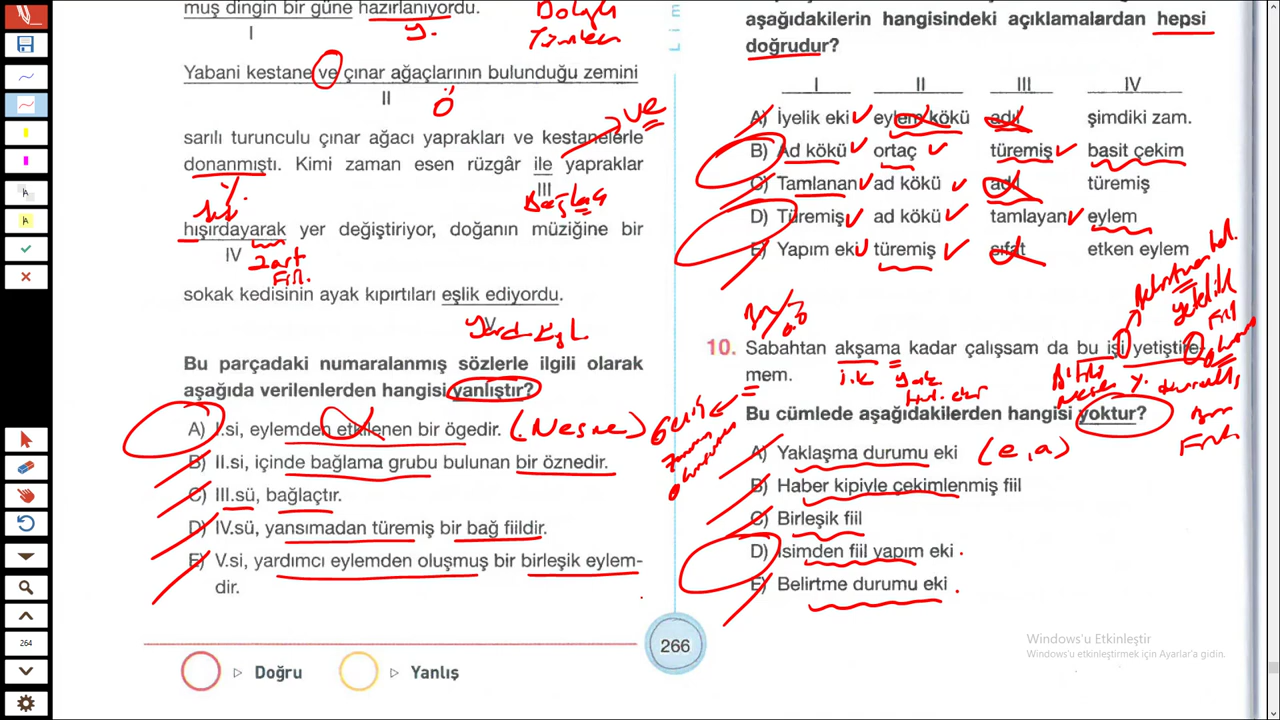 muş dingin bir güne hazırlanıyordu.
I
y.
Yabani kestane ve çınar ağaçlarının bulunduğu zemini
II
Ö
ve
sarılı turunculu çınar ağacı yaprakları ve kestanelerle
donanmıştı. Kimi zaman esen rüzgâr ile yapraklar
III
Bağlaç
hışırdayarak yer değiştiriyor, doğanın müziğine bir
IV
Zarf
Fiil.
sokak kedisinin ayak kıpırtıları eşlik ediyordu.
V
Bu parçadaki numaralanmış sözlerle ilgili olarak
aşağıda verilenlerden hangisi yanlıştır?
A) I.si, eylemden etkilenen bir ögedir. (Nesne)
B) II.si, içinde bağlama grubu bulunan bir öznedir.
C) III.sü, bağlaçtır.
D) IV.sü, yansımadan türemiş bir bağ fiildir.
E) V.si, yardımcı eylemden oluşmuş bir birleşik eylem-
dir.
Doğru
Yanlış
266
aşağıdakilerin hangisindeki açıklamalardan hepsi
doğrudur?
I II III IV
A) İyelik eki eylem kökü adıl şimdiki zam.
B) Ad kökü ortaç türemiş basit çekim
C) Tamlanan ad kökü adıl türemiş
D) Türemiş ad kökü tamlayan eylem
E) Yapım eki türemiş sıfat etken eylem
10. Sabahtan akşama kadar çalışsam da bu işi yetiştire-
mem.
i.k
Bu cümlede aşağıdakilerden hangisi yoktur?
A) Yaklaşma durumu eki (e, a)
B) Haber kipiyle çekimlenmiş fiil
C) Birleşik fiil
D) İsimden fiil yapım eki
E) Belirtme durumu eki
264
Windows'u Etkinleştir
Windows'u etkinleştirmek için Ayarlar'a gidin.